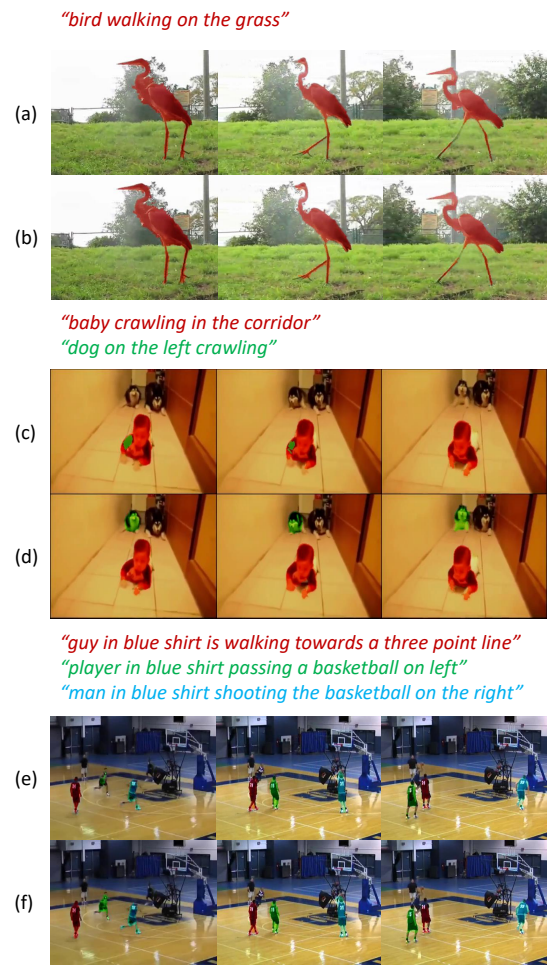 “bird walking on the grass”
(a)
(b)
“baby crawling in the corridor”
“dog on the left crawling”
(c)
(d)
“guy in blue shirt is walking towards a three point line”
“player in blue shirt passing a basketball on left”
“man in blue shirt shooting the basketball on the right”
(e)
(f)